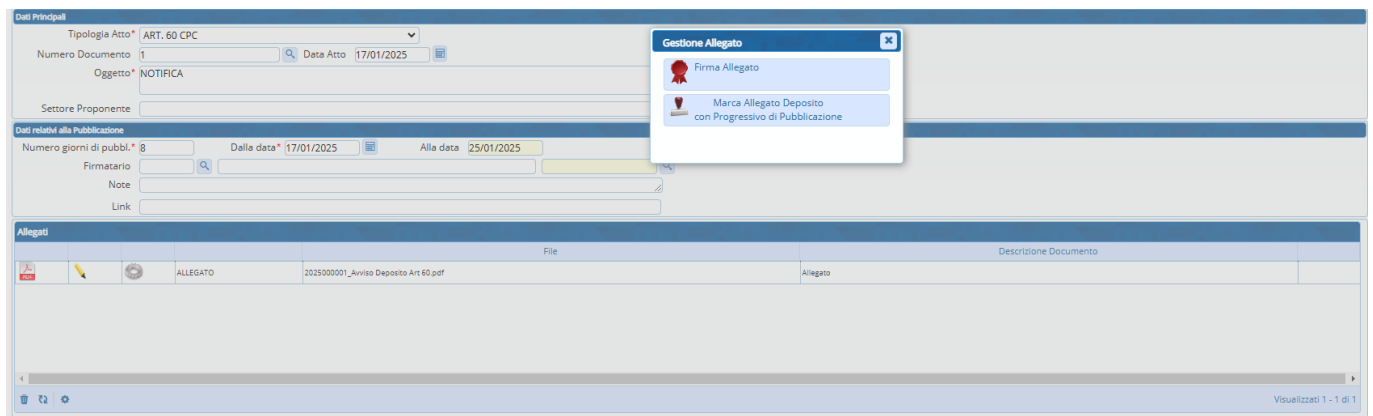 Dati Principali
Tipologia Atto* ART. 60 CPC
Numero Documento 1 Data Atto 17/01/2025
Oggetto* NOTIFICA
Settore Proponente
Gestione Allegato
Firma Allegato
Marca Allegato Deposito
con Progressivo di Pubblicazione
Dati relativi alla Pubblicazione
Numero giorni di pubbl.* 8 Dalla data* 17/01/2025 Alla data 25/01/2025
Firmatario
Note
Link
Allegati
File Descrizione Documento
PDF ALLEGATO 2025000001_Avviso Deposito Art 60.pdf Allegato
Visualizzati 1 - 1 di 1